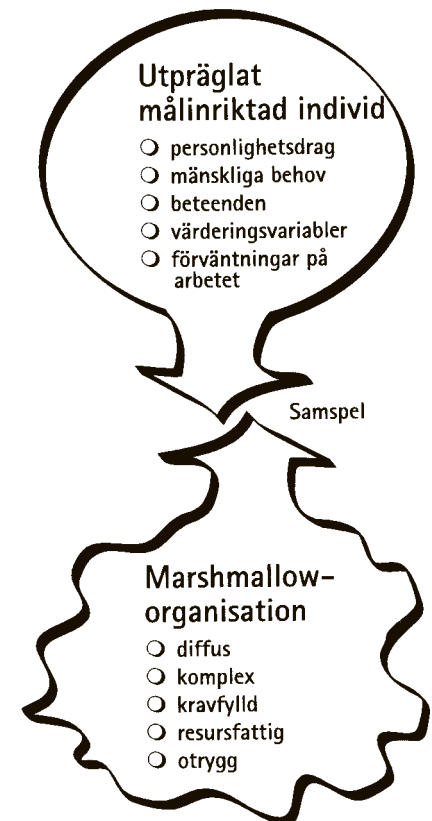 Utpräglat
målinriktad individ
personlighetsdrag
mänskliga behov
beteenden
värderingsvariabler
förväntningar på
arbetet
Samspel
Marshmallow-
organisation
diffus
komplex
kravfylld
resursfattig
otrygg